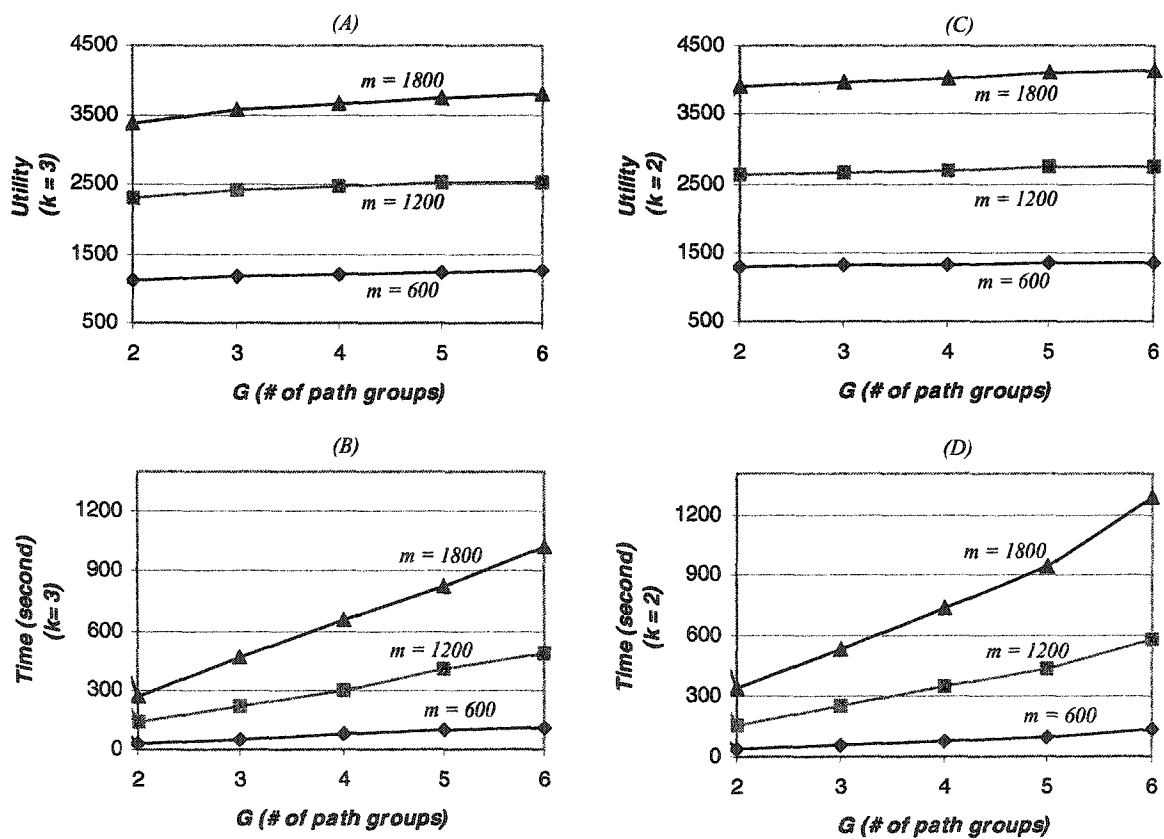 (A)
4500
3500
2500
1500
500
Utility
(k = 3)
m = 1800
m = 1200
m = 600
2 3 4 5 6
G (# of path groups)
(C)
4500
3500
2500
1500
500
Utility
(k = 2)
m = 1800
m = 1200
m = 600
2 3 4 5 6
G (# of path groups)
(B)
1200
900
600
300
0
Time (second)
(k= 3)
m = 1800
m = 1200
m = 600
2 3 4 5 6
G (# of path groups)
(D)
1200
900
600
300
0
Time (second)
(k = 2)
m = 1800
m = 1200
m = 600
2 3 4 5 6
G (# of path groups)